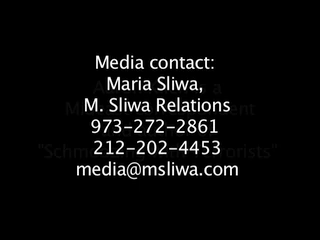 Media contact:
Maria Sliwa,
M. Sliwa Relations
973-272-2861
212-202-4453
media@msliwa.com